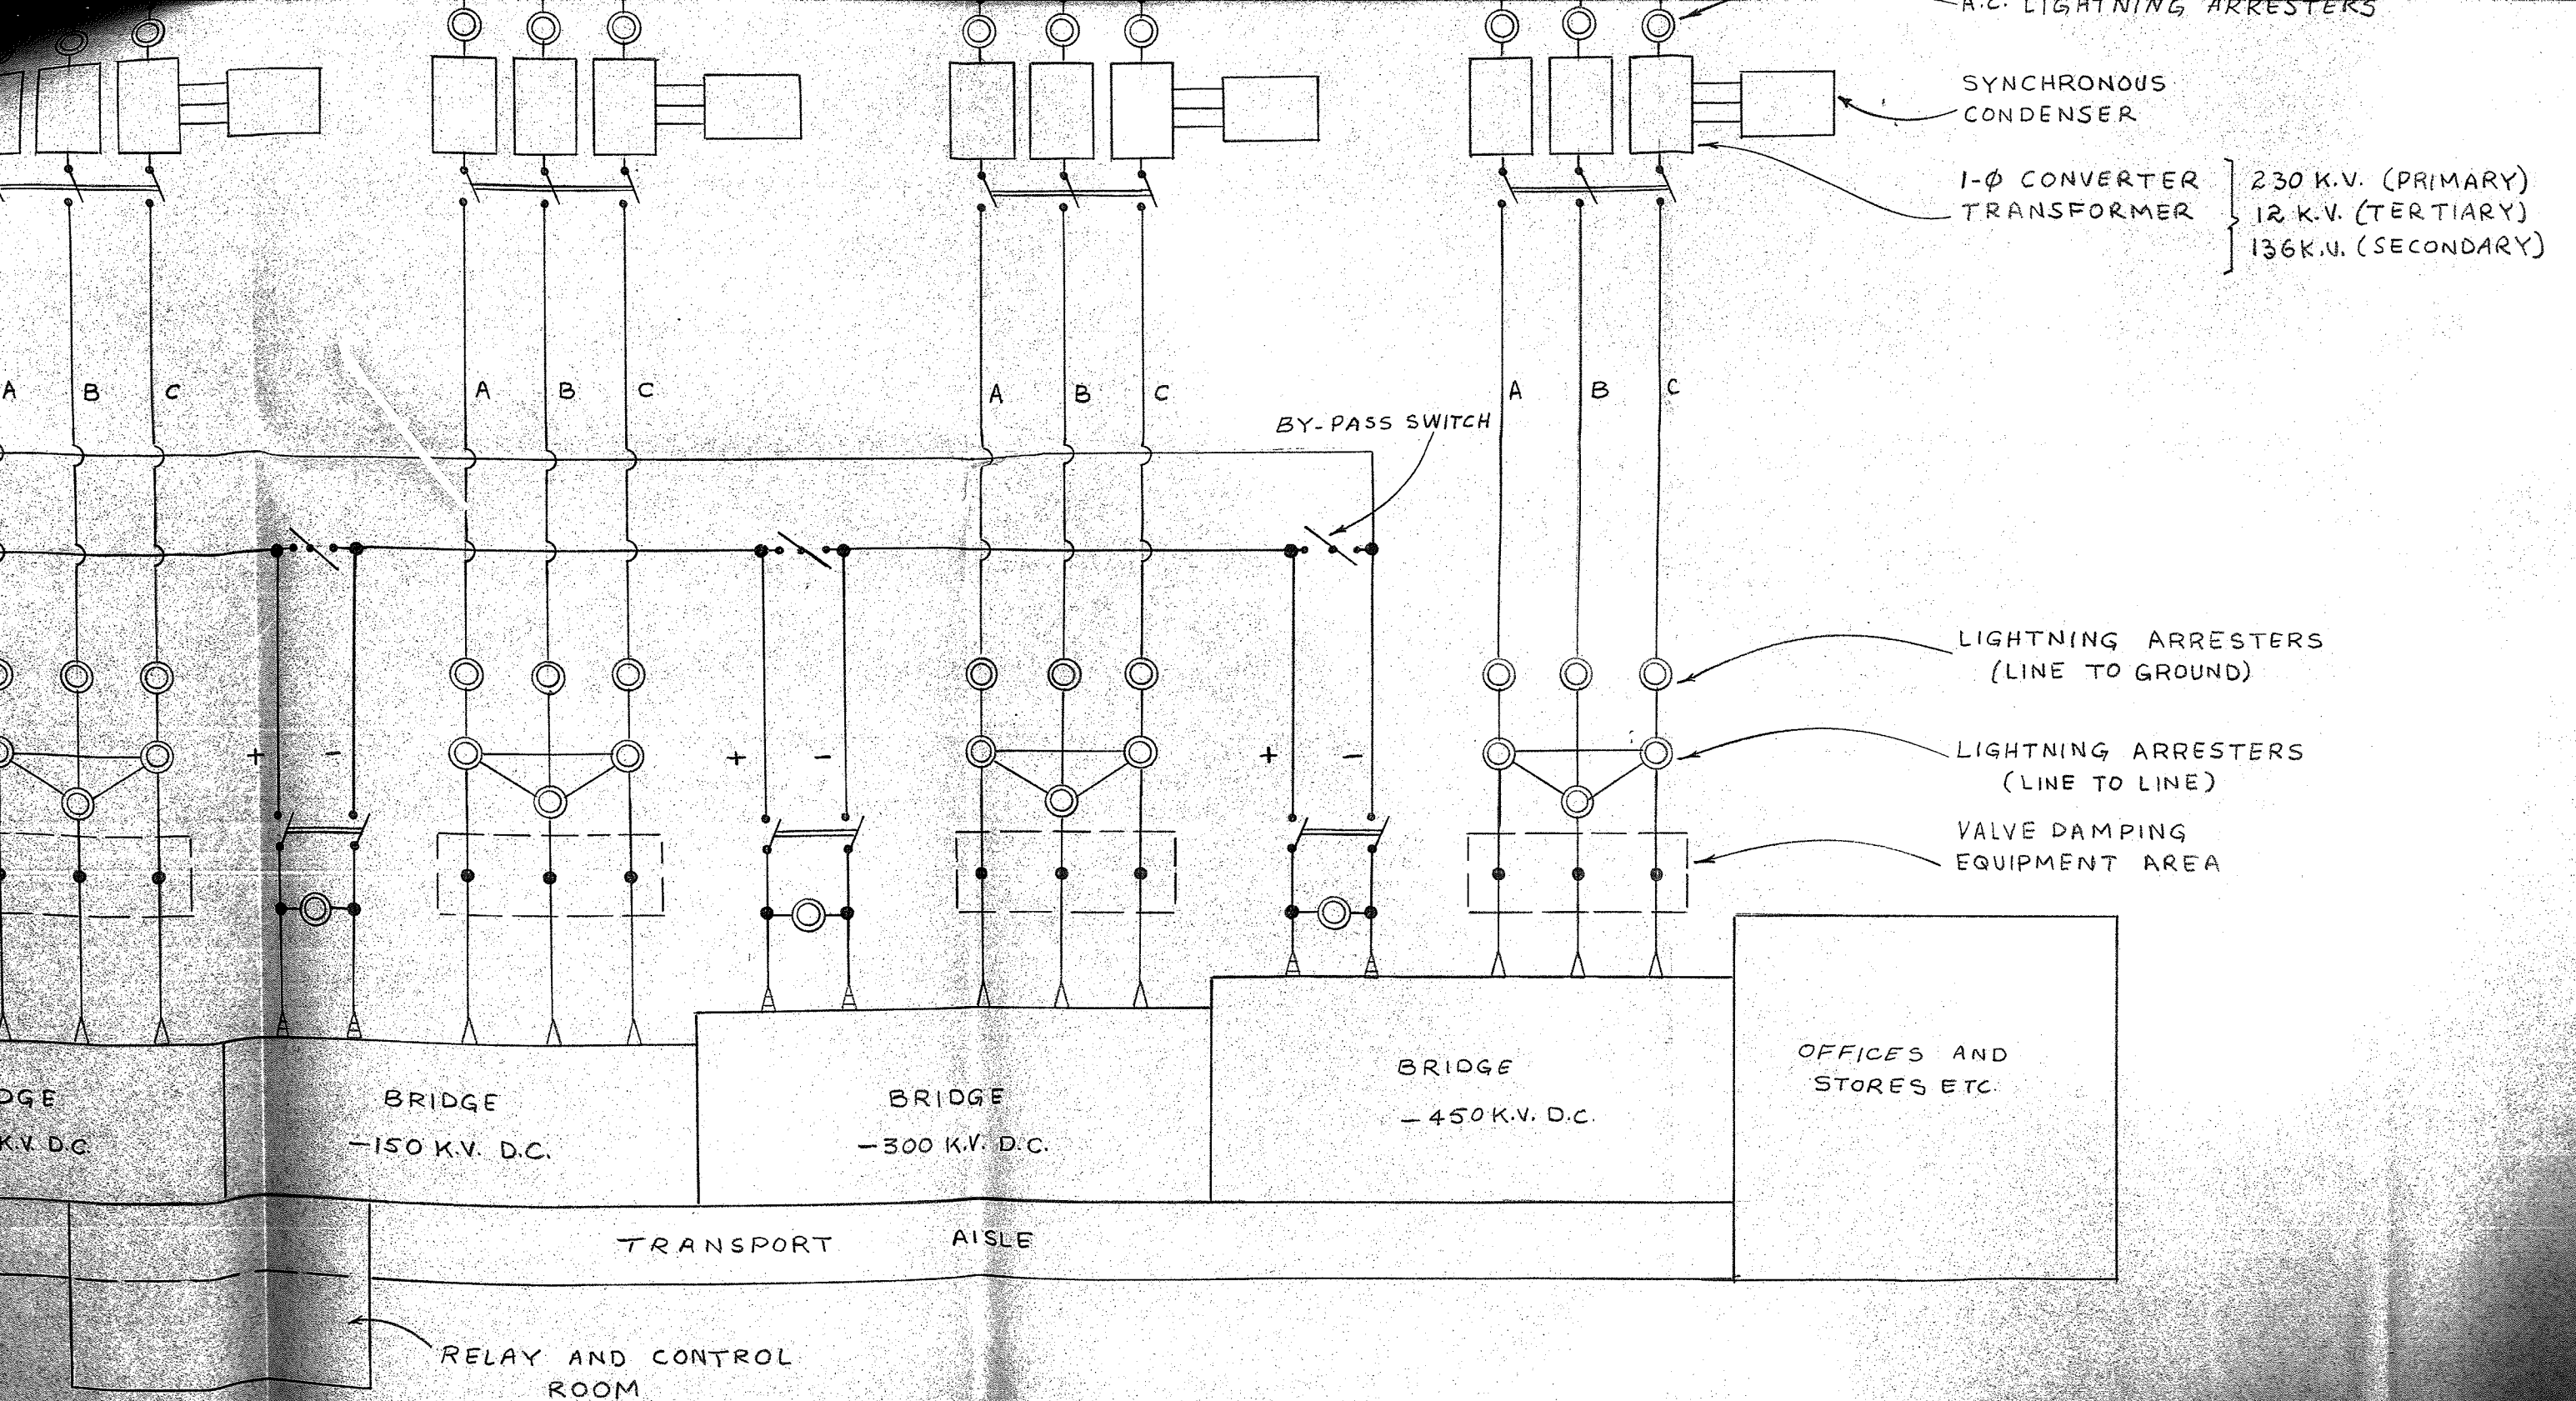 A.C. LIGHTNING ARRESTERS
SYNCHRONOUS
CONDENSER
1-Ø CONVERTER
TRANSFORMER
230 K.V. (PRIMARY)
12 K.V. (TERTIARY)
136 K.V. (SECONDARY)
A B C A B C A B C A B C
BY-PASS SWITCH
LIGHTNING ARRESTERS
(LINE TO GROUND)
+ - + - + -
LIGHTNING ARRESTERS
(LINE TO LINE)
VALVE DAMPING
EQUIPMENT AREA
DGE
K.V. D.C.
BRIDGE
-150 K.V. D.C.
BRIDGE
-300 K.V. D.C.
BRIDGE
-450 K.V. D.C.
OFFICES AND
STORES ETC.
TRANSPORT AISLE
RELAY AND CONTROL
ROOM